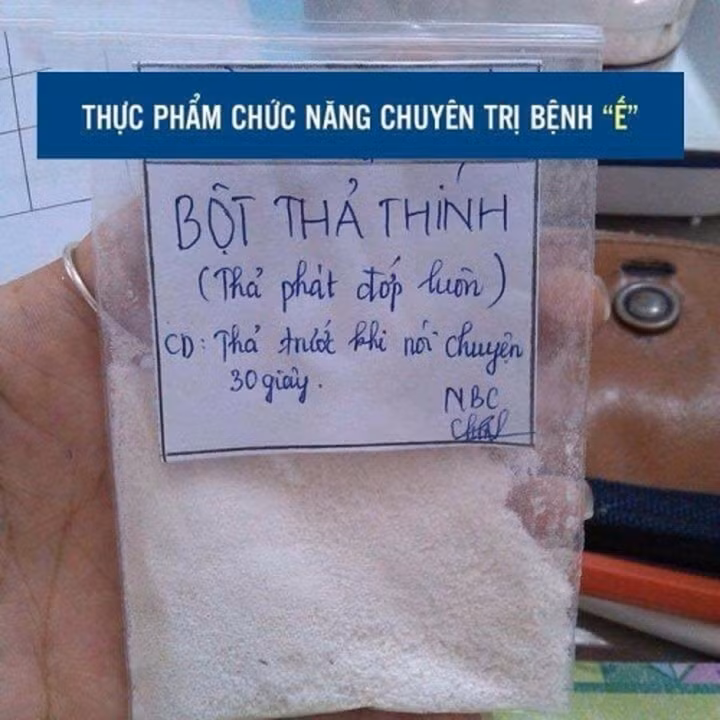 THỰC PHẨM CHỨC NĂNG CHUYÊN TRỊ BỆNH “Ế”
BỘT THẢ THÍNH
(Thả phát đớp luôn)
CD: Thả trước khi nói chuyện
30 giây.
NBC